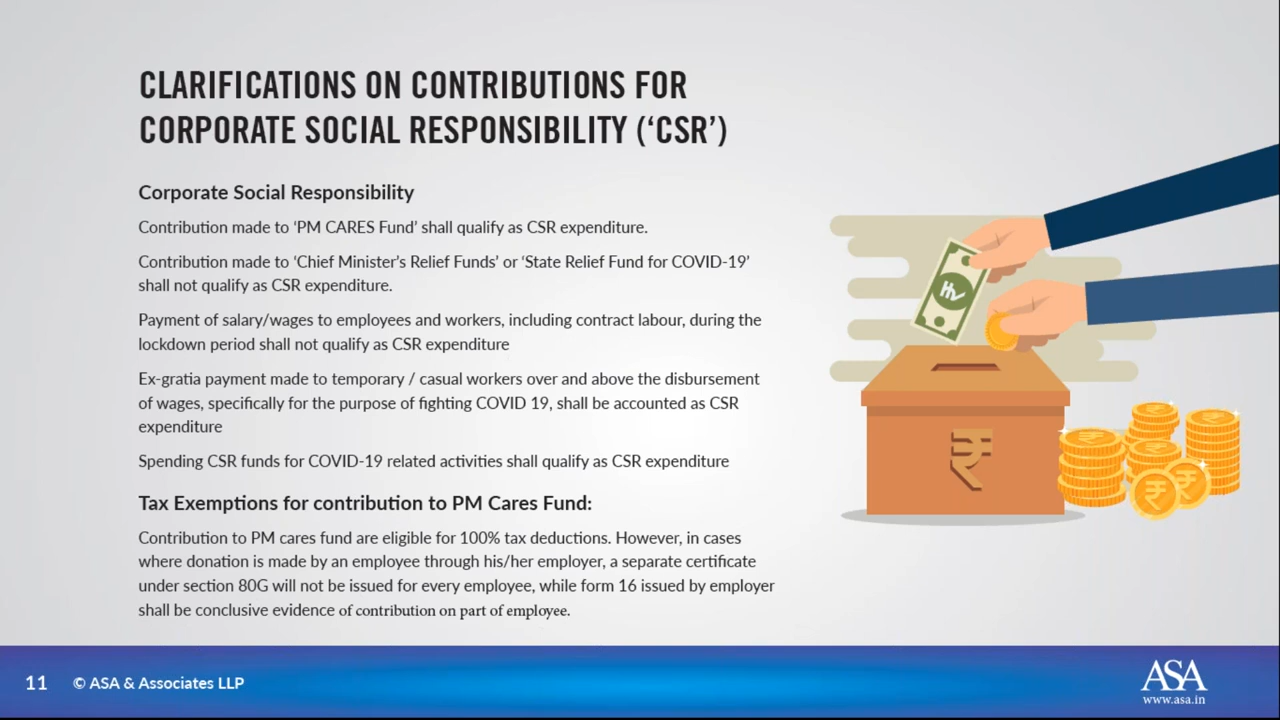 CLARIFICATIONS ON CONTRIBUTIONS FOR
CORPORATE SOCIAL RESPONSIBILITY (‘CSR’)
Corporate Social Responsibility
Contribution made to ‘PM CARES Fund’ shall qualify as CSR expenditure.
Contribution made to ‘Chief Minister’s Relief Funds’ or ‘State Relief Fund for COVID-19’
shall not qualify as CSR expenditure.
Payment of salary/wages to employees and workers, including contract labour, during the
lockdown period shall not qualify as CSR expenditure
Ex-gratia payment made to temporary / casual workers over and above the disbursement
of wages, specifically for the purpose of fighting COVID 19, shall be accounted as CSR
expenditure
Spending CSR funds for COVID-19 related activities shall qualify as CSR expenditure
Tax Exemptions for contribution to PM Cares Fund:
Contribution to PM cares fund are eligible for 100% tax deductions. However, in cases
where donation is made by an employee through his/her employer, a separate certificate
under section 80G will not be issued for every employee, while form 16 issued by employer
shall be conclusive evidence of contribution on part of employee.
₹
11 © ASA & Associates LLP
ASA
www.asa.in